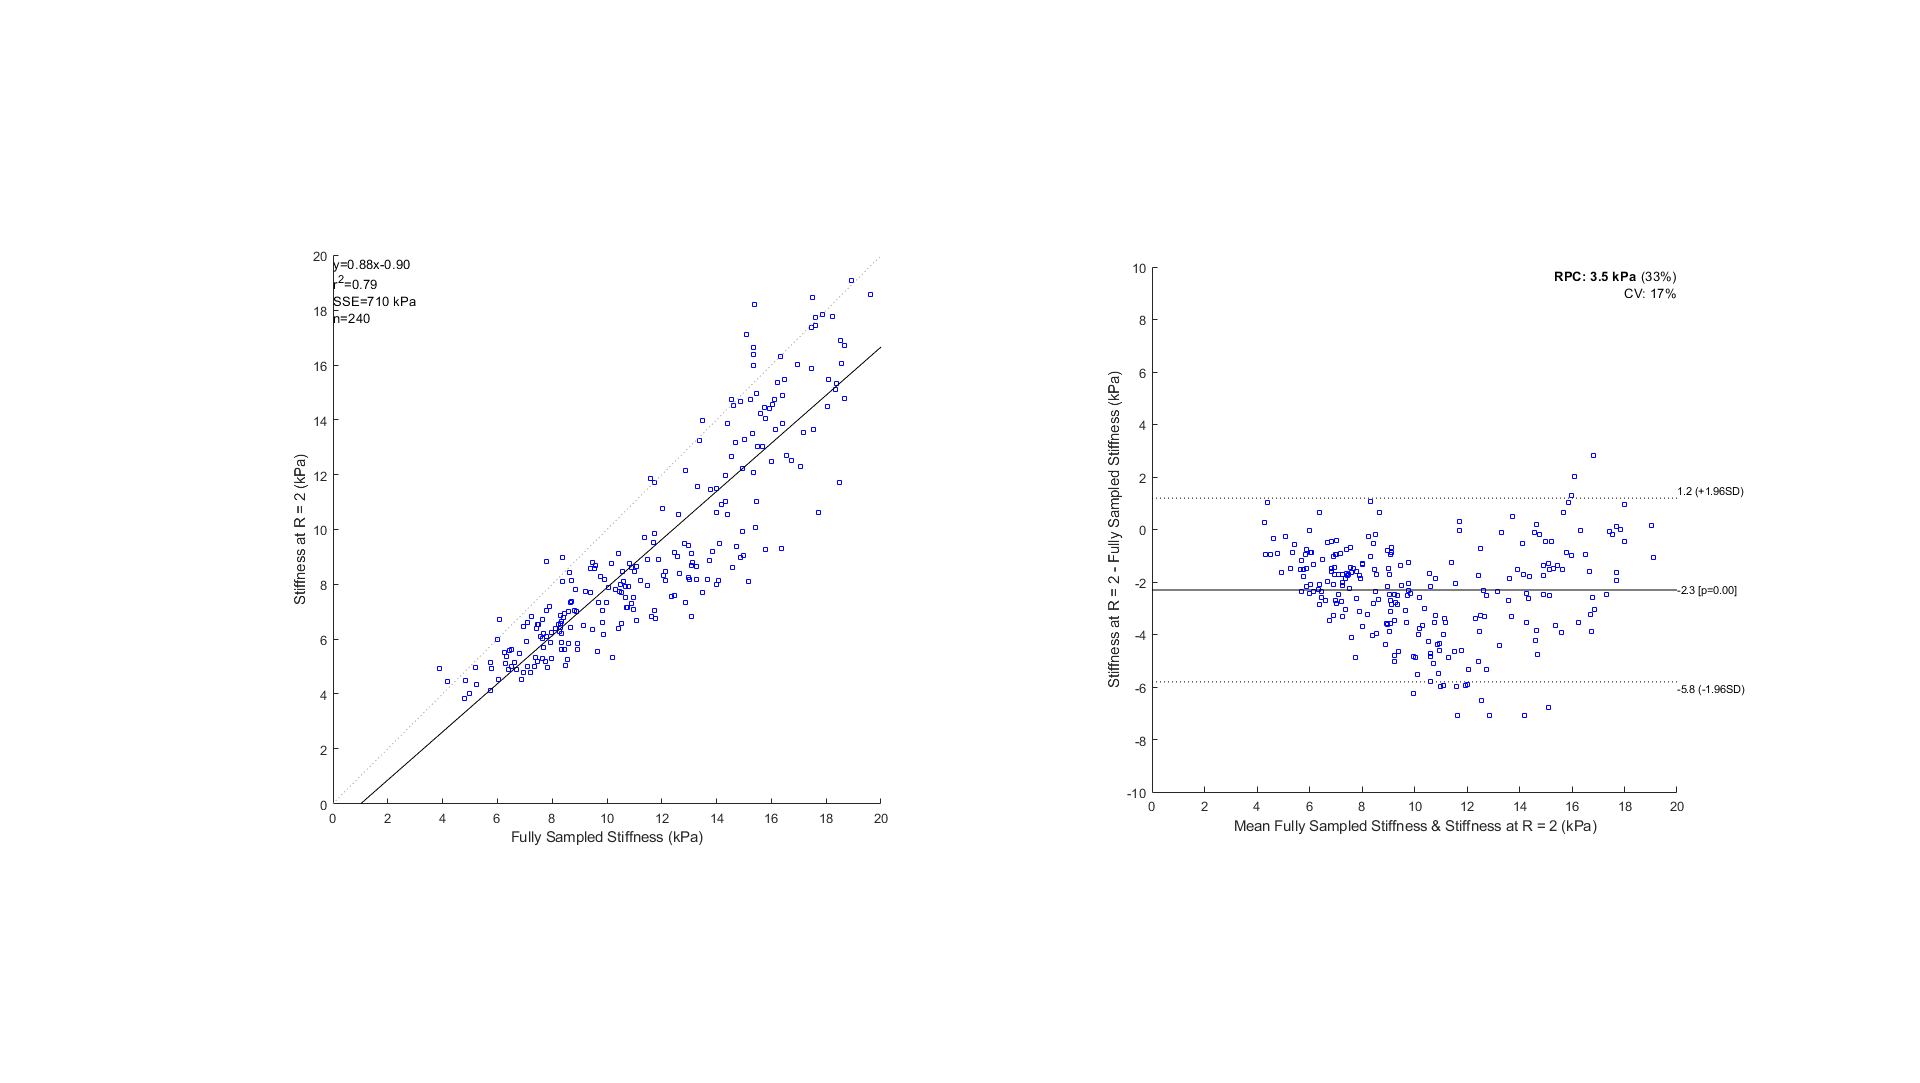 20
18
16
14
12
10
8
6
4
2
0
y=0.88x-0.90
r2=0.79
SSE=710 kPa
n=240
Stiffness at R = 2 (kPa)
0 2 4 6 8 10 12 14 16 18 20
Fully Sampled Stiffness (kPa)
10
8
6
4
2
0
-2
-4
-6
-8
-10
RPC: 3.5 kPa (33%)
CV: 17%
1.2 (+1.96SD)
-2.3 [p=0.00]
-5.8 (-1.96SD)
Stiffness at R = 2 - Fully Sampled Stiffness (kPa)
0 2 4 6 8 10 12 14 16 18 20
Mean Fully Sampled Stiffness & Stiffness at R = 2 (kPa)